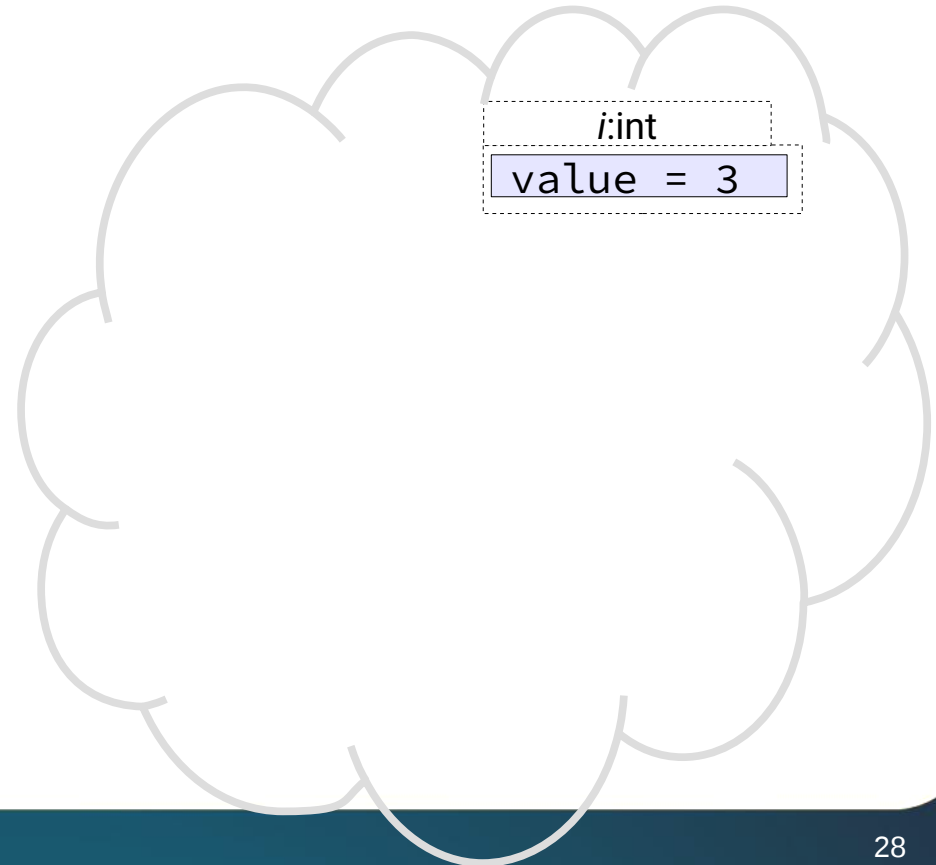 i:int
value = 3
28